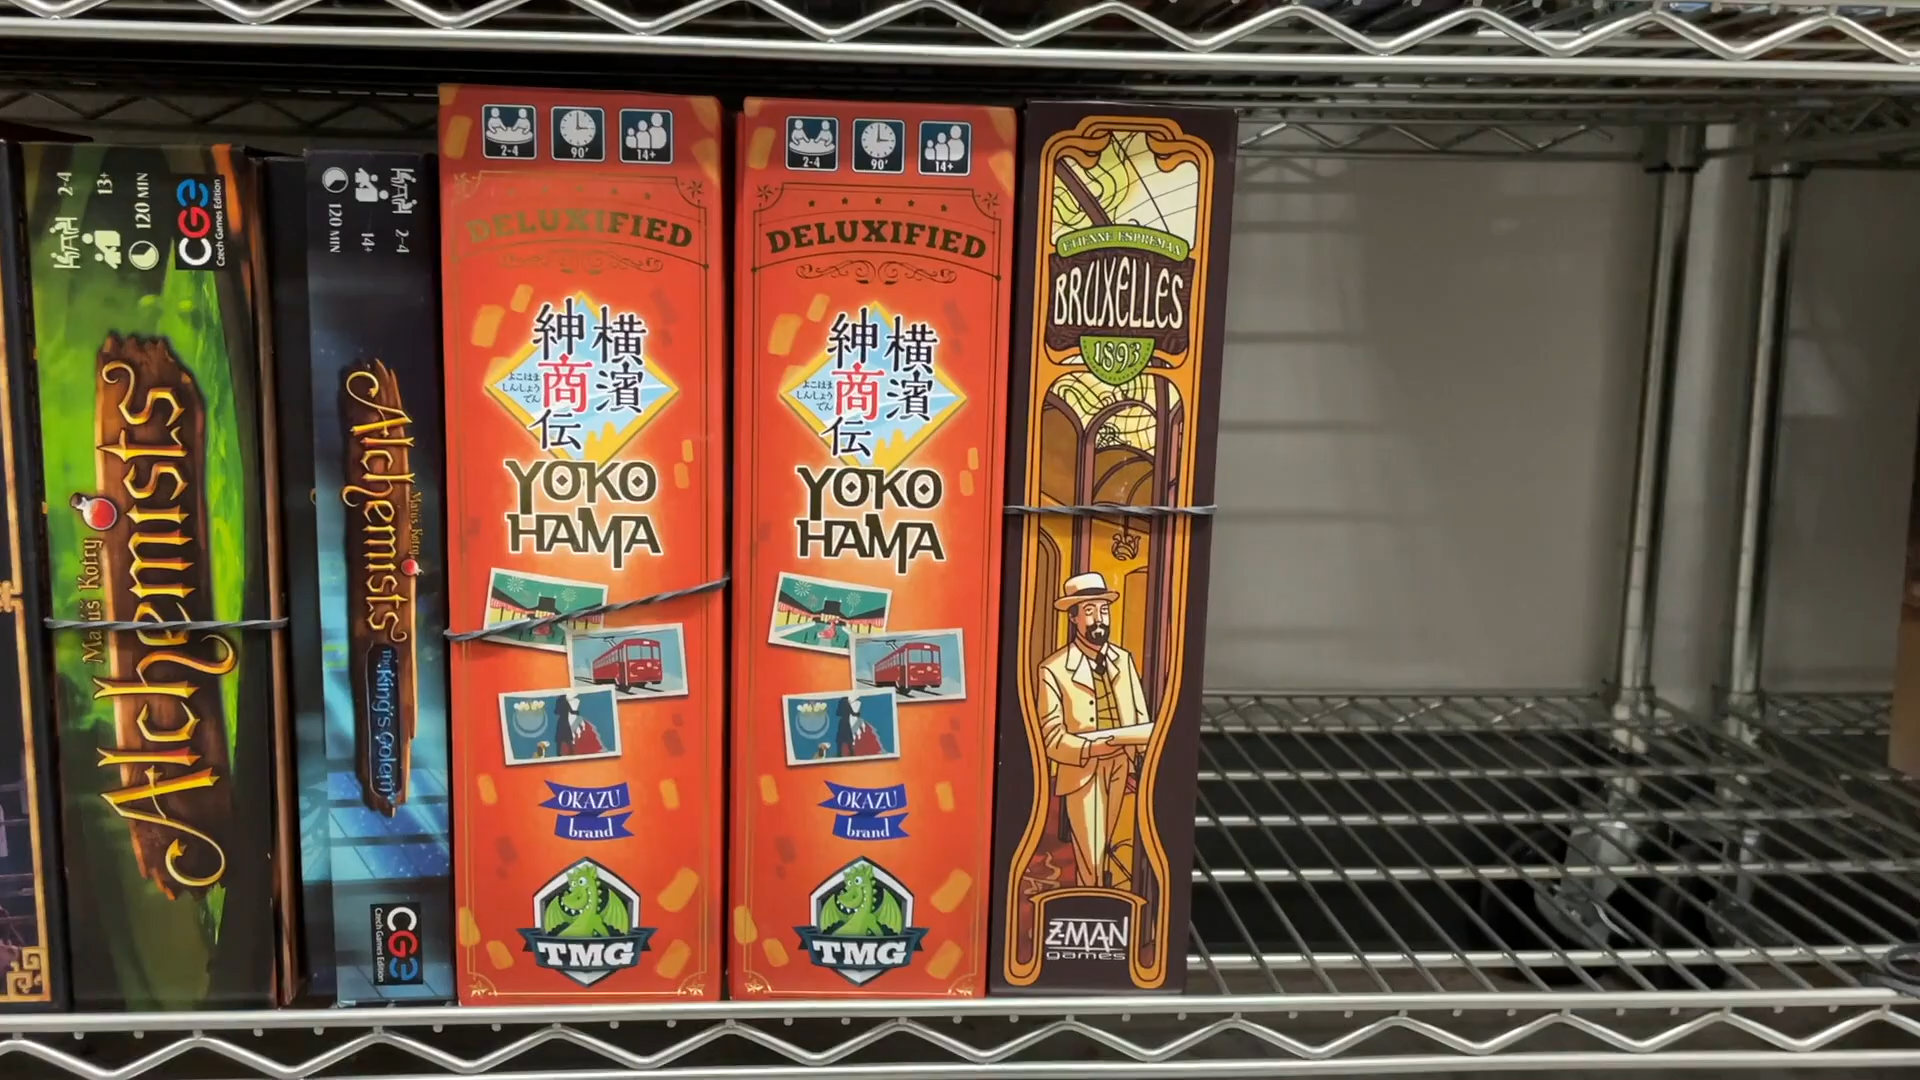 2-4
13+
120 MIN
CGE
Czech Games Edition
Matúš Kotry
Alchemists
120 MIN
14+
2-4
Matúš Kotry
Alchemists
The King's Golem
CGE
Czech Games Edition
2-4
90'
14+
DELUXIFIED
横濱
紳商伝
よこはま
しんしょう
でん
YOKO
HAMA
OKAZU
brand
TMG
2-4
90'
14+
DELUXIFIED
横濱
紳商伝
よこはま
しんしょう
でん
YOKO
HAMA
OKAZU
brand
TMG
ETIENNE ESPREMAN
BRUXELLES
1893
Z-MAN
games